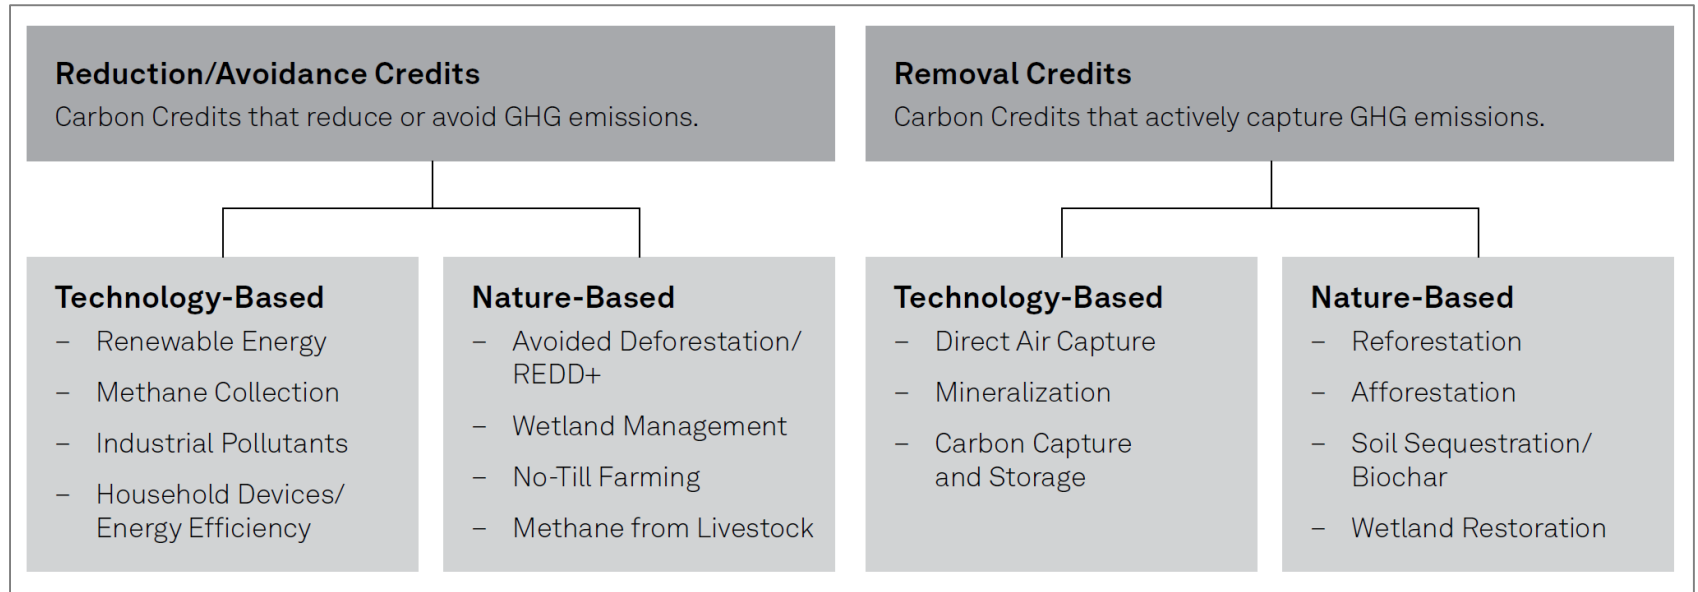 Reduction/Avoidance Credits
Carbon Credits that reduce or avoid GHG emissions.
Removal Credits
Carbon Credits that actively capture GHG emissions.
Technology-Based
– Renewable Energy
– Methane Collection
– Industrial Pollutants
– Household Devices/
Energy Efficiency
Nature-Based
– Avoided Deforestation/
REDD+
– Wetland Management
– No-Till Farming
– Methane from Livestock
Technology-Based
– Direct Air Capture
– Mineralization
– Carbon Capture
and Storage
Nature-Based
– Reforestation
– Afforestation
– Soil Sequestration/
Biochar
– Wetland Restoration